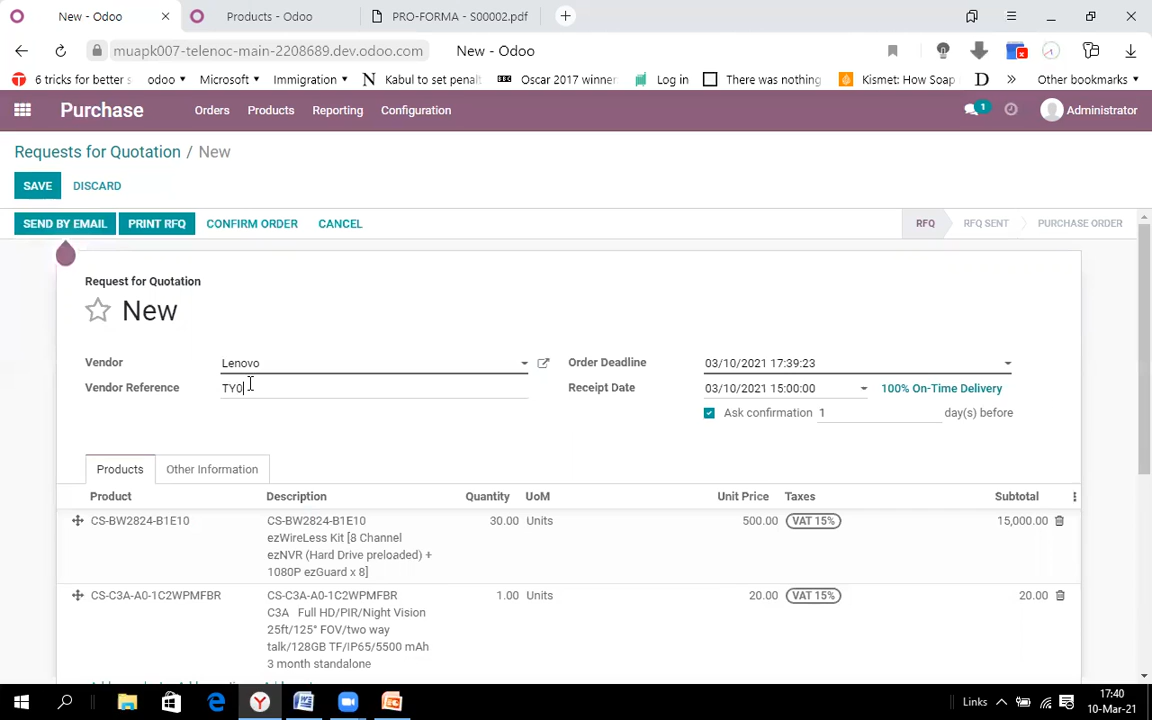 New - Odoo
Products - Odoo
PRO-FORMA - S00002.pdf
muapk007-telenoc-main-2208689.dev.odoo.com
New - Odoo
6 tricks for better s
odoo
Microsoft
Immigration
Kabul to set penalt
Oscar 2017 winner
Log in
There was nothing
Kismet: How Soap
D
Other bookmarks
Purchase
Orders
Products
Reporting
Configuration
1
Administrator
Requests for Quotation / New
SAVE
DISCARD
SEND BY EMAIL
PRINT RFQ
CONFIRM ORDER
CANCEL
RFQ
RFQ SENT
PURCHASE ORDER
Request for Quotation
New
Vendor
Lenovo
Order Deadline
03/10/2021 17:39:23
Vendor Reference
TY0
Receipt Date
03/10/2021 15:00:00
100% On-Time Delivery
Ask confirmation 1 day(s) before
Products
Other Information
Product Description Quantity UoM Unit Price Taxes Subtotal
CS-BW2824-B1E10 CS-BW2824-B1E10 30.00 Units 500.00 VAT 15% 15,000.00
ezWireLess Kit [8 Channel
ezNVR (Hard Drive preloaded) +
1080P ezGuard x 8]
CS-C3A-A0-1C2WPMFBR CS-C3A-A0-1C2WPMFBR 1.00 Units 20.00 VAT 15% 20.00
C3A Full HD/PIR/Night Vision
25ft/125° FOV/two way
talk/128GB TF/IP65/5500 mAh
3 month standalone
Links
17:40
10-Mar-21